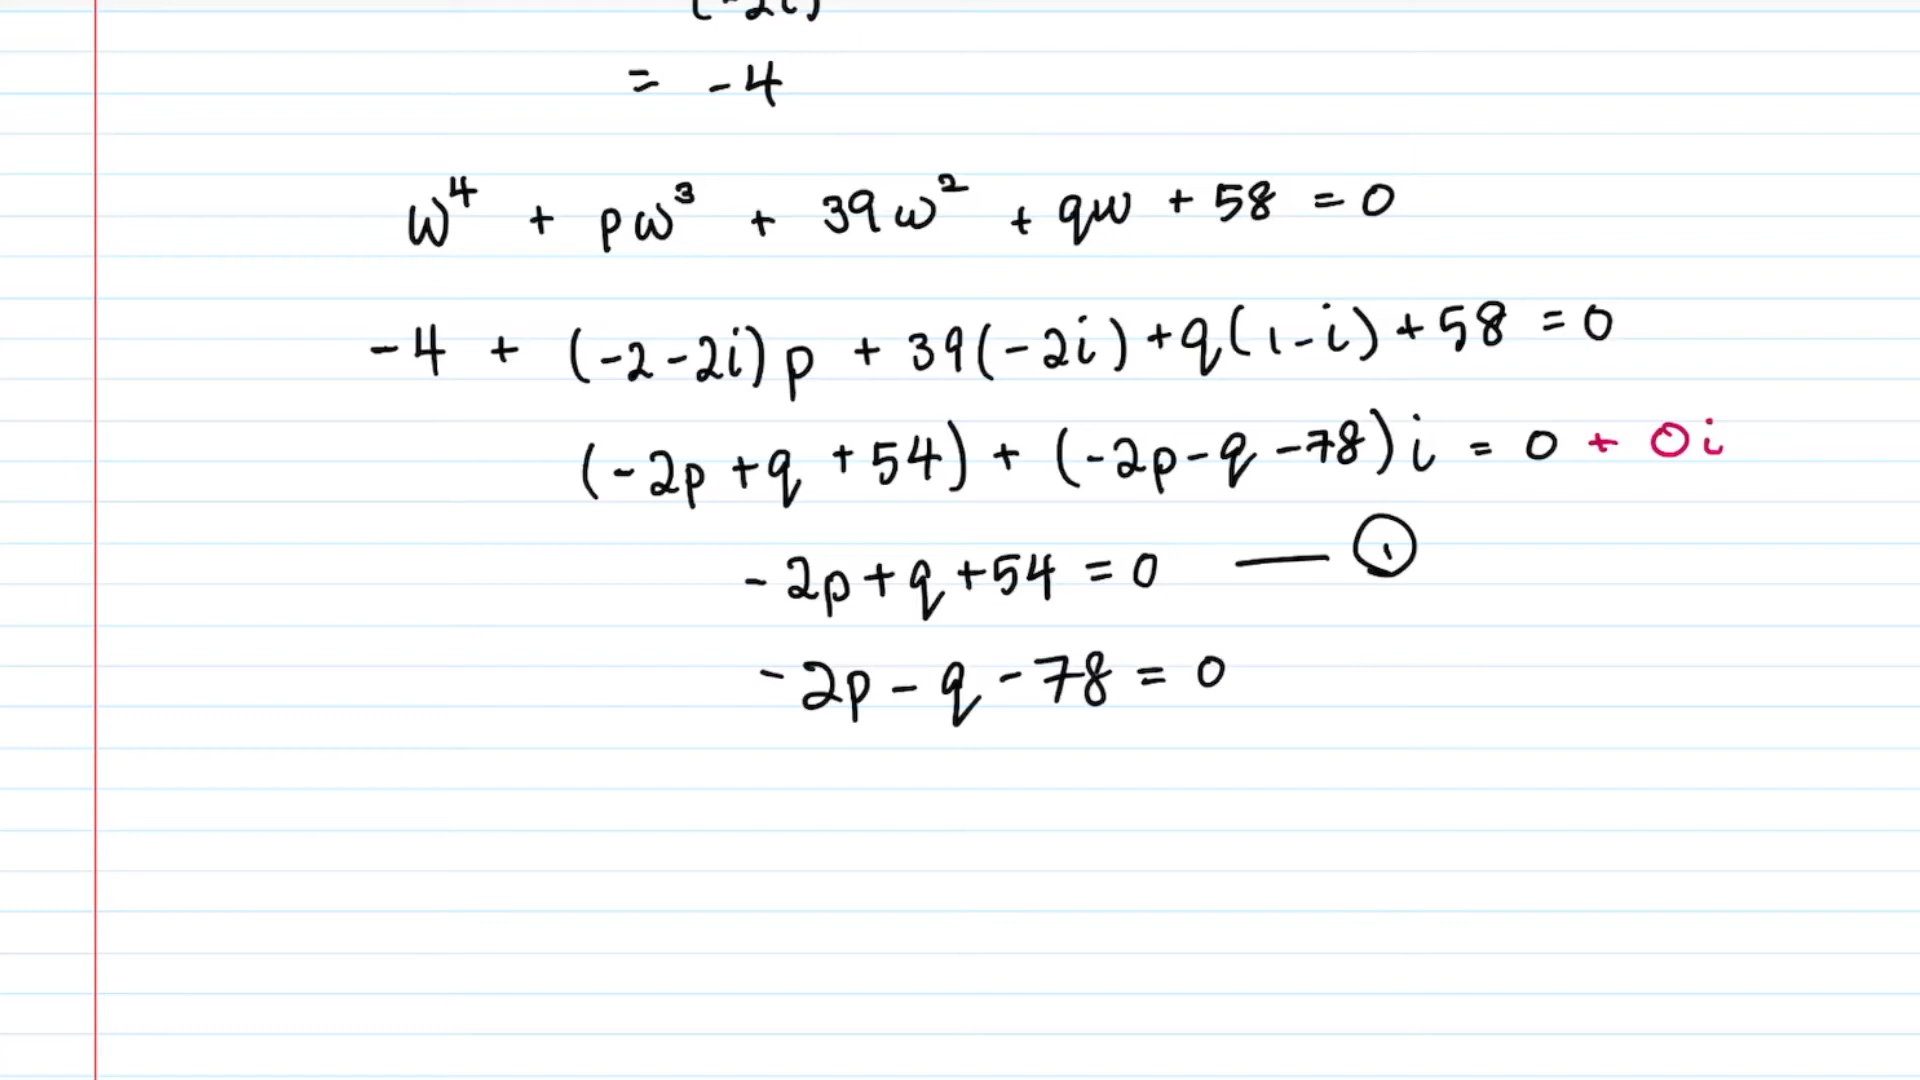 (-2i)
= -4
w⁴ + pw³ + 39w² + qw + 58 = 0
-4 + (-2-2i)p + 39(-2i) + q(1-i) + 58 = 0
(-2p + q + 54) + (-2p - q - 78)i = 0 + 0i
-2p + q + 54 = 0 — ①
-2p - q - 78 = 0